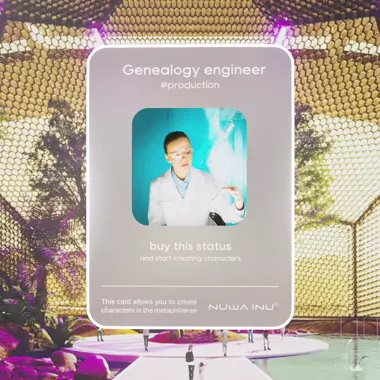 Genealogy engineer
#production
buy this status
and start creating characters
This card allows you to create
characters in the metauniverse
NUWA INU®